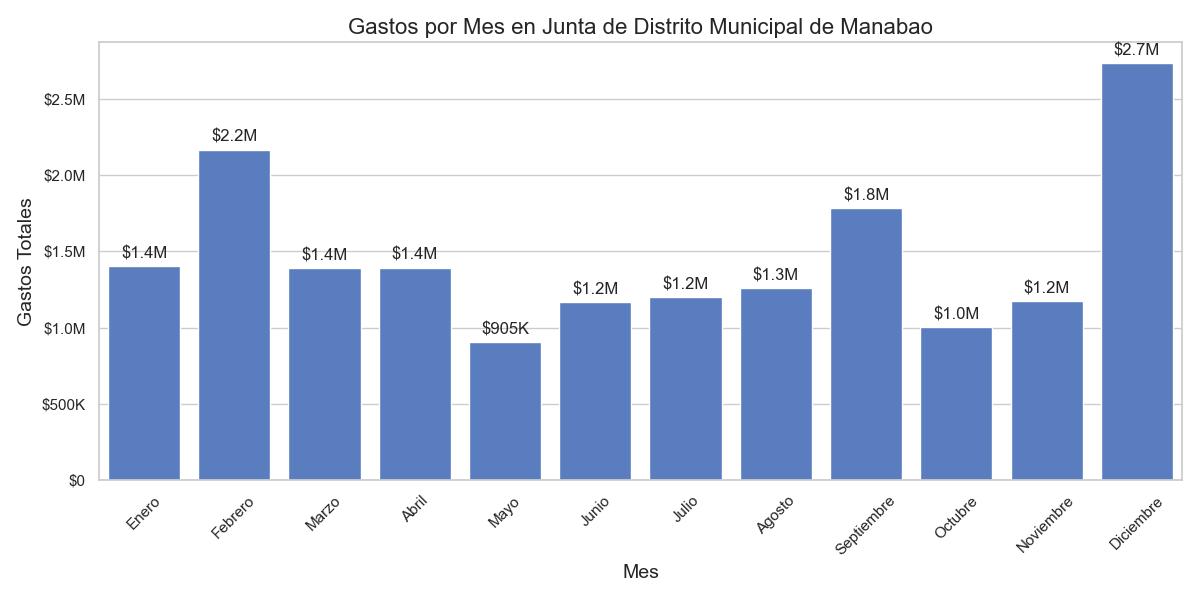 Gastos por Mes en Junta de Distrito Municipal de Manabao
Gastos Totales
$2.5M
$2.0M
$1.5M
$1.0M
$500K
$0
$1.4M
$2.2M
$1.4M
$1.4M
$905K
$1.2M
$1.2M
$1.3M
$1.8M
$1.0M
$1.2M
$2.7M
Enero
Febrero
Marzo
Abril
Mayo
Junio
Julio
Agosto
Septiembre
Octubre
Noviembre
Diciembre
Mes